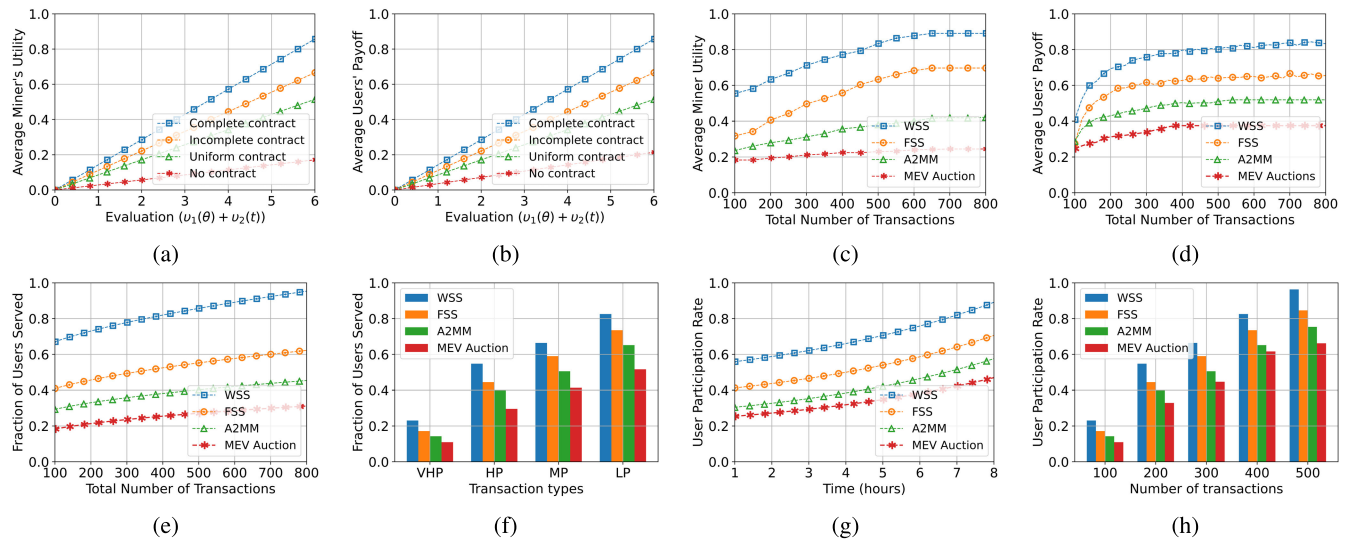 Average Miner's Utility
1.0
0.8
0.6
0.4
0.2
0.0
Complete contract
Incomplete contract
Uniform contract
No contract
0 1 2 3 4 5 6
Evaluation (υ₁(θ) + υ₂(t))
(a)
Average Users' Payoff
1.0
0.8
0.6
0.4
0.2
0.0
Complete contract
Incomplete contract
Uniform contract
No contract
0 1 2 3 4 5 6
Evaluation (υ₁(θ) + υ₂(t))
(b)
Average Miner Utility
1.0
0.8
0.6
0.4
0.2
0.0
WSS
FSS
A2MM
MEV Auction
100 200 300 400 500 600 700 800
Total Number of Transactions
(c)
Average Users' Payoff
1.0
0.8
0.6
0.4
0.2
0.0
WSS
FSS
A2MM
MEV Auctions
100 200 300 400 500 600 700 800
Total Number of Transactions
(d)
Fraction of Users Served
1.0
0.8
0.6
0.4
0.2
0.0
WSS
FSS
A2MM
MEV Auction
100 200 300 400 500 600 700 800
Total Number of Transactions
(e)
Fraction of Users Served
1.0
0.8
0.6
0.4
0.2
0.0
WSS
FSS
A2MM
MEV Auction
VHP HP MP LP
Transaction types
(f)
User Participation Rate
1.0
0.8
0.6
0.4
0.2
0.0
WSS
FSS
A2MM
MEV Auction
1 2 3 4 5 6 7 8
Time (hours)
(g)
User Participation Rate
1.0
0.8
0.6
0.4
0.2
0.0
WSS
FSS
A2MM
MEV Auction
100 200 300 400 500
Number of transactions
(h)